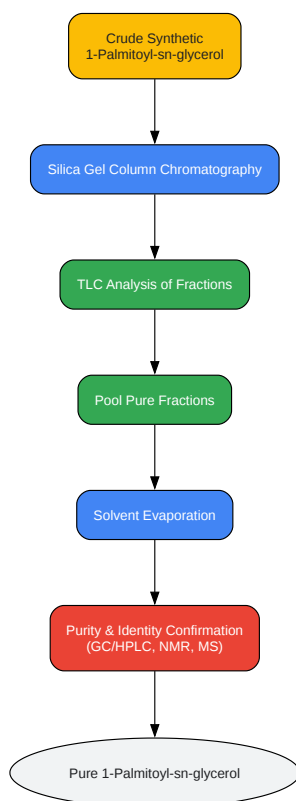 Crude Synthetic
1-Palmitoyl-sn-glycerol
Silica Gel Column Chromatography
TLC Analysis of Fractions
Pool Pure Fractions
Solvent Evaporation
Purity & Identity Confirmation
(GC/HPLC, NMR, MS)
Pure 1-Palmitoyl-sn-glycerol